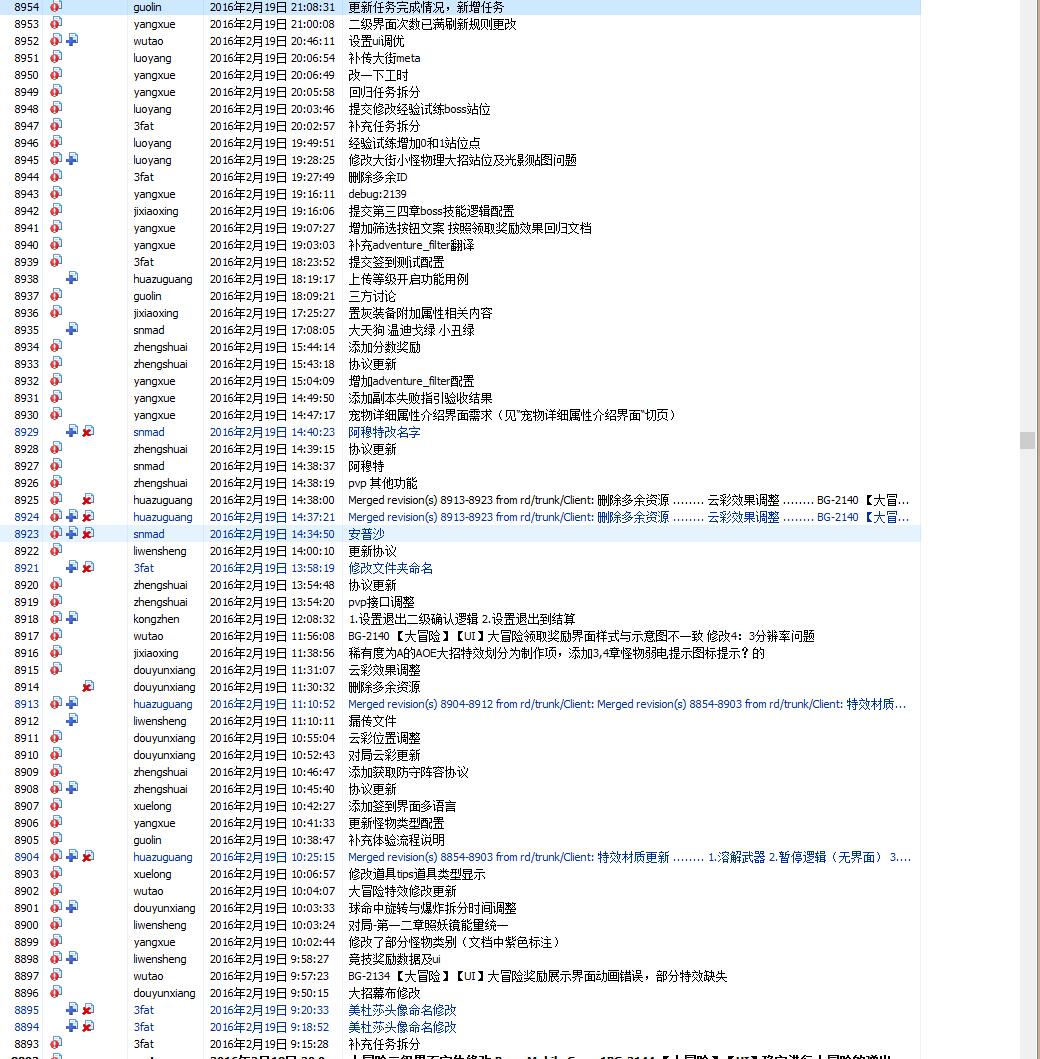 8954 guolin 2016年2月19日 21:08:31 更新任务完成情况，新增任务
8953 yangxue 2016年2月19日 21:00:08 二级界面次数已满刷新规则更改
8952 wutao 2016年2月19日 20:46:11 设置ui调优
8951 luoyang 2016年2月19日 20:06:54 补传大街meta
8950 yangxue 2016年2月19日 20:06:49 改一下工时
8949 yangxue 2016年2月19日 20:05:58 回归任务拆分
8948 luoyang 2016年2月19日 20:03:46 提交修改经验试练boss站位
8947 3fat 2016年2月19日 20:02:57 补充任务拆分
8946 luoyang 2016年2月19日 19:49:51 经验试练增加0和1站位点
8945 luoyang 2016年2月19日 19:28:25 修改大街小怪物理大招站位及光影贴图问题
8944 3fat 2016年2月19日 19:27:49 删除多余ID
8943 yangxue 2016年2月19日 19:16:11 debug:2139
8942 jixiaoxing 2016年2月19日 19:16:06 提交第三四章boss技能逻辑配置
8941 yangxue 2016年2月19日 19:07:27 增加筛选按钮文案 按照领取奖励效果回归文档
8940 yangxue 2016年2月19日 19:03:03 补充adventure_filter翻译
8939 3fat 2016年2月19日 18:23:52 提交签到测试配置
8938 huazuguang 2016年2月19日 18:19:17 上传等级开启功能用例
8937 guolin 2016年2月19日 18:09:21 三方讨论
8936 jixiaoxing 2016年2月19日 17:25:27 置灰装备附加属性相关内容
8935 snmad 2016年2月19日 17:08:05 大天狗 温迪戈绿 小丑绿
8934 zhengshuai 2016年2月19日 15:44:14 添加分数奖励
8933 zhengshuai 2016年2月19日 15:43:18 协议更新
8932 yangxue 2016年2月19日 15:04:09 增加adventure_filter配置
8931 yangxue 2016年2月19日 14:49:50 添加副本失败指引验收结果
8930 yangxue 2016年2月19日 14:47:17 宠物详细属性介绍界面需求（见"宠物详细属性介绍界面"切页）
8929 snmad 2016年2月19日 14:40:23 阿穆特改名字
8928 zhengshuai 2016年2月19日 14:39:15 协议更新
8927 snmad 2016年2月19日 14:38:37 阿穆特
8926 zhengshuai 2016年2月19日 14:38:19 pvp 其他功能
8925 huazuguang 2016年2月19日 14:38:00 Merged revision(s) 8913-8923 from rd/trunk/Client: 删除多余资源 ........ 云彩效果调整 ........ BG-2140 【大冒...
8924 huazuguang 2016年2月19日 14:37:21 Merged revision(s) 8913-8923 from rd/trunk/Client: 删除多余资源 ........ 云彩效果调整 ........ BG-2140 【大冒...
8923 snmad 2016年2月19日 14:34:50 安普沙
8922 liwensheng 2016年2月19日 14:00:10 更新协议
8921 3fat 2016年2月19日 13:58:19 修改文件夹命名
8920 zhengshuai 2016年2月19日 13:54:48 协议更新
8919 zhengshuai 2016年2月19日 13:54:20 pvp接口调整
8918 kongzhen 2016年2月19日 12:08:32 1.设置退出二级确认逻辑 2.设置退出到结算
8917 wutao 2016年2月19日 11:56:08 BG-2140 【大冒险】【UI】大冒险领取奖励界面样式与示意图不一致 修改4：3分辨率问题
8916 jixiaoxing 2016年2月19日 11:38:56 稀有度为A的AOE大招特效划分为制作项，添加3,4章怪物弱电提示图标提示？的
8915 douyunxiang 2016年2月19日 11:31:07 云彩效果调整
8914 douyunxiang 2016年2月19日 11:30:32 删除多余资源
8913 huazuguang 2016年2月19日 11:10:52 Merged revision(s) 8904-8912 from rd/trunk/Client: Merged revision(s) 8854-8903 from rd/trunk/Client: 特效材质...
8912 liwensheng 2016年2月19日 11:10:11 漏传文件
8911 douyunxiang 2016年2月19日 10:55:04 云彩位置调整
8910 douyunxiang 2016年2月19日 10:52:43 对局云彩更新
8909 zhengshuai 2016年2月19日 10:46:47 添加获取防守阵容协议
8908 zhengshuai 2016年2月19日 10:45:40 协议更新
8907 xuelong 2016年2月19日 10:42:27 添加签到界面多语言
8906 yangxue 2016年2月19日 10:41:33 更新怪物类型配置
8905 guolin 2016年2月19日 10:38:47 补充体验流程说明
8904 huazuguang 2016年2月19日 10:25:15 Merged revision(s) 8854-8903 from rd/trunk/Client: 特效材质更新 ........ 1.溶解武器 2.暂停逻辑（无界面） 3....
8903 xuelong 2016年2月19日 10:06:57 修改道具tips道具类型显示
8902 wutao 2016年2月19日 10:04:07 大冒险特效修改更新
8901 douyunxiang 2016年2月19日 10:03:33 球命中旋转与爆炸拆分时间调整
8900 liwensheng 2016年2月19日 10:03:24 对局-第一二章照妖镜能量统一
8899 yangxue 2016年2月19日 10:02:44 修改了部分怪物类别（文档中紫色标注）
8898 liwensheng 2016年2月19日 9:58:27 竞技奖励数据及ui
8897 wutao 2016年2月19日 9:57:23 BG-2134 【大冒险】【UI】大冒险奖励展示界面动画错误，部分特效缺失
8896 douyunxiang 2016年2月19日 9:50:15 大招幕布修改
8895 3fat 2016年2月19日 9:20:33 美杜莎头像命名修改
8894 3fat 2016年2月19日 9:18:52 美杜莎头像命名修改
8893 3fat 2016年2月19日 9:15:28 补充任务拆分